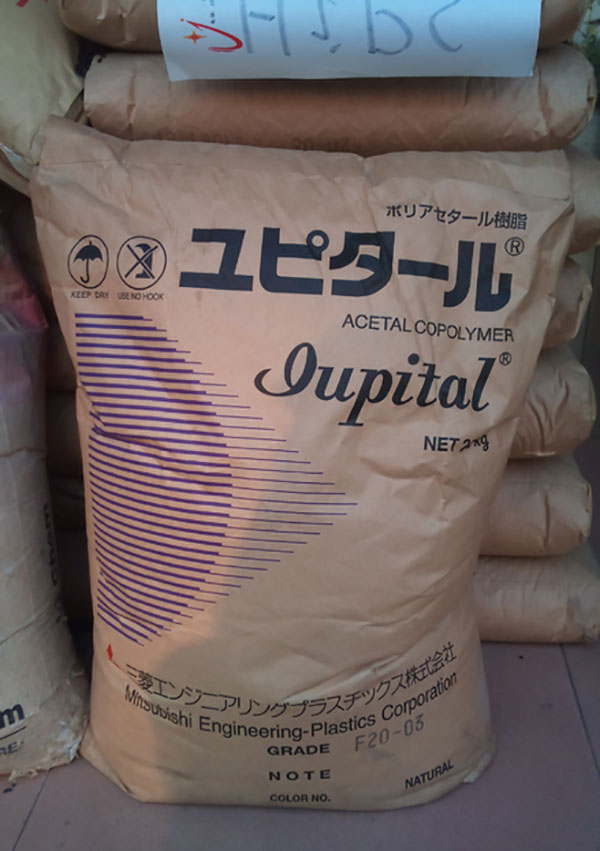 ポリアセタール樹脂
ユピタール®
KEEP DRY USE NO HOOK
ACETAL COPOLYMER
Iupital®
NET kg
三菱エンジニアリングプラスチックス株式会社
Mitsubishi Engineering-Plastics Corporation
GRADE F20-03
NOTE
COLOR NO. NATURAL